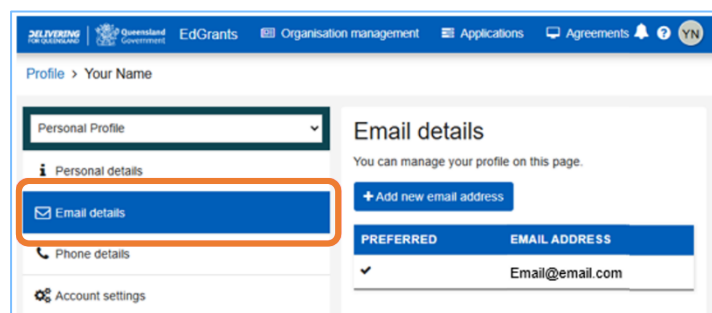 DELIVERING
FOR QUEENSLAND
Queensland
Government
EdGrants
Organisation management
Applications
Agreements
YN
Profile > Your Name
Personal Profile
Personal details
Email details
Phone details
Account settings
Email details
You can manage your profile on this page.
+ Add new email address
PREFERRED EMAIL ADDRESS
Email@email.com